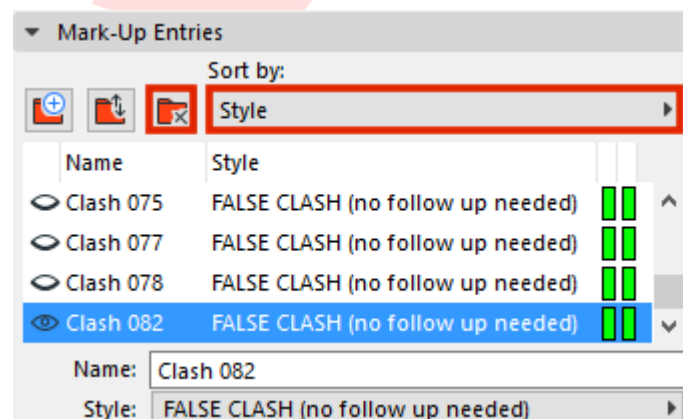 Mark-Up Entries
Sort by:
Style
Name Style
Clash 075 FALSE CLASH (no follow up needed)
Clash 077 FALSE CLASH (no follow up needed)
Clash 078 FALSE CLASH (no follow up needed)
Clash 082 FALSE CLASH (no follow up needed)
Name: Clash 082
Style: FALSE CLASH (no follow up needed)